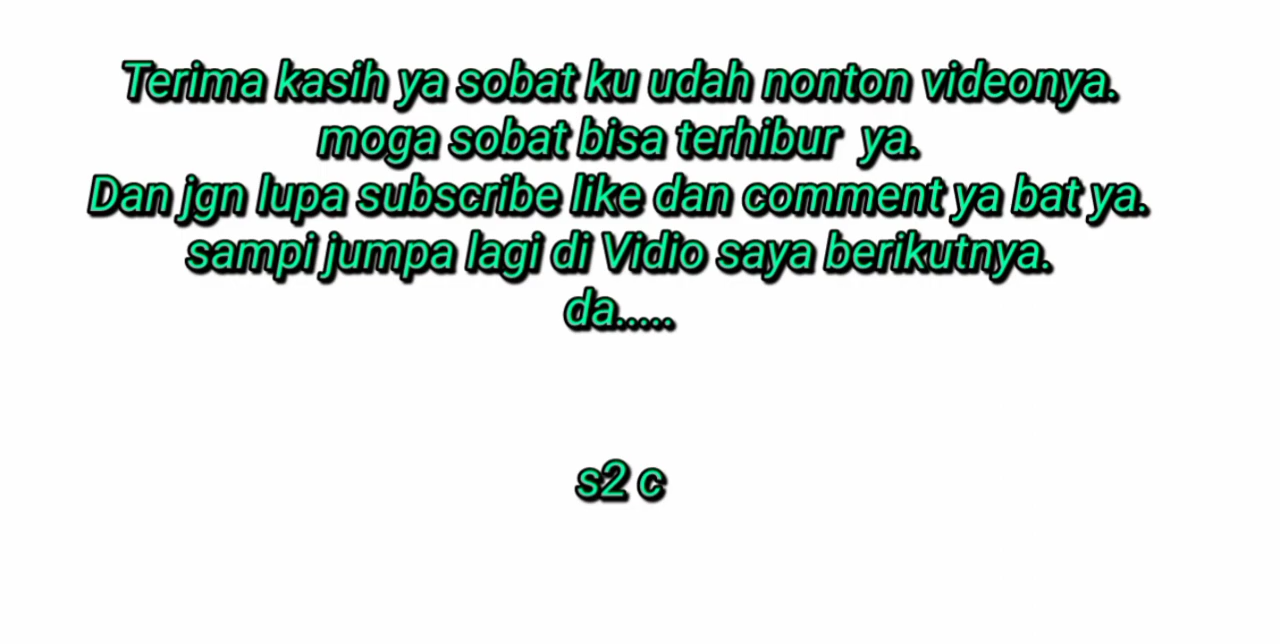 Terima kasih ya sobat ku udah nonton videonya.
moga sobat bisa terhibur ya.
Dan jgn lupa subscribe like dan comment ya bat ya.
sampi jumpa lagi di Vidio saya berikutnya.
da.....
s2 c